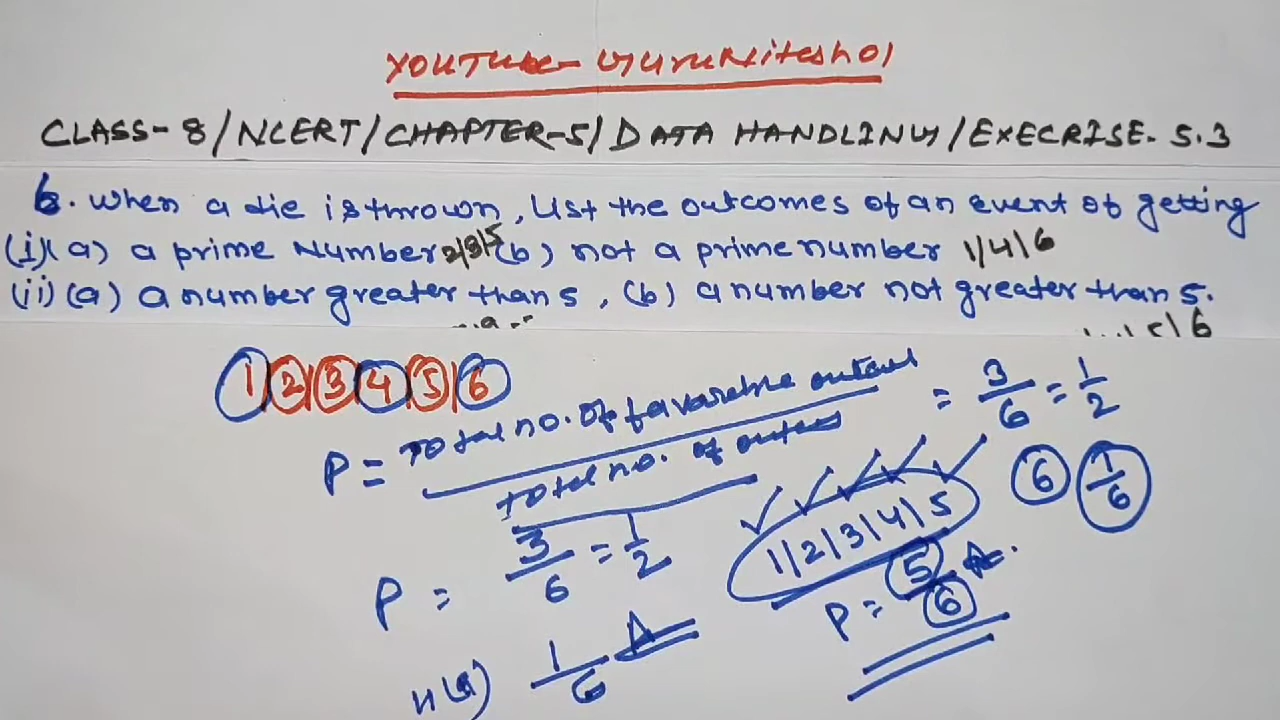 YOUTube- GuruNitesh01
CLASS-8/NCERT/CHAPTER-5/DATA HANDLING/EXECRISE. 5.3
6. When a die is thrown, List the outcomes of an event of getting
(i)(a) a prime Number 2/3/5 (b) not a prime number 1/4/6
(ii)(a) a number greater than 5, (b) a number not greater than 5.
6
1|2|3|4|5|6
P = Total no. of favorable = 3/6 = 1/2
total no. of
6 1/6
P = 3/6 = 1/2
1/2/3/4/5
P = 5/6 A.
ii(a) 1/6 A